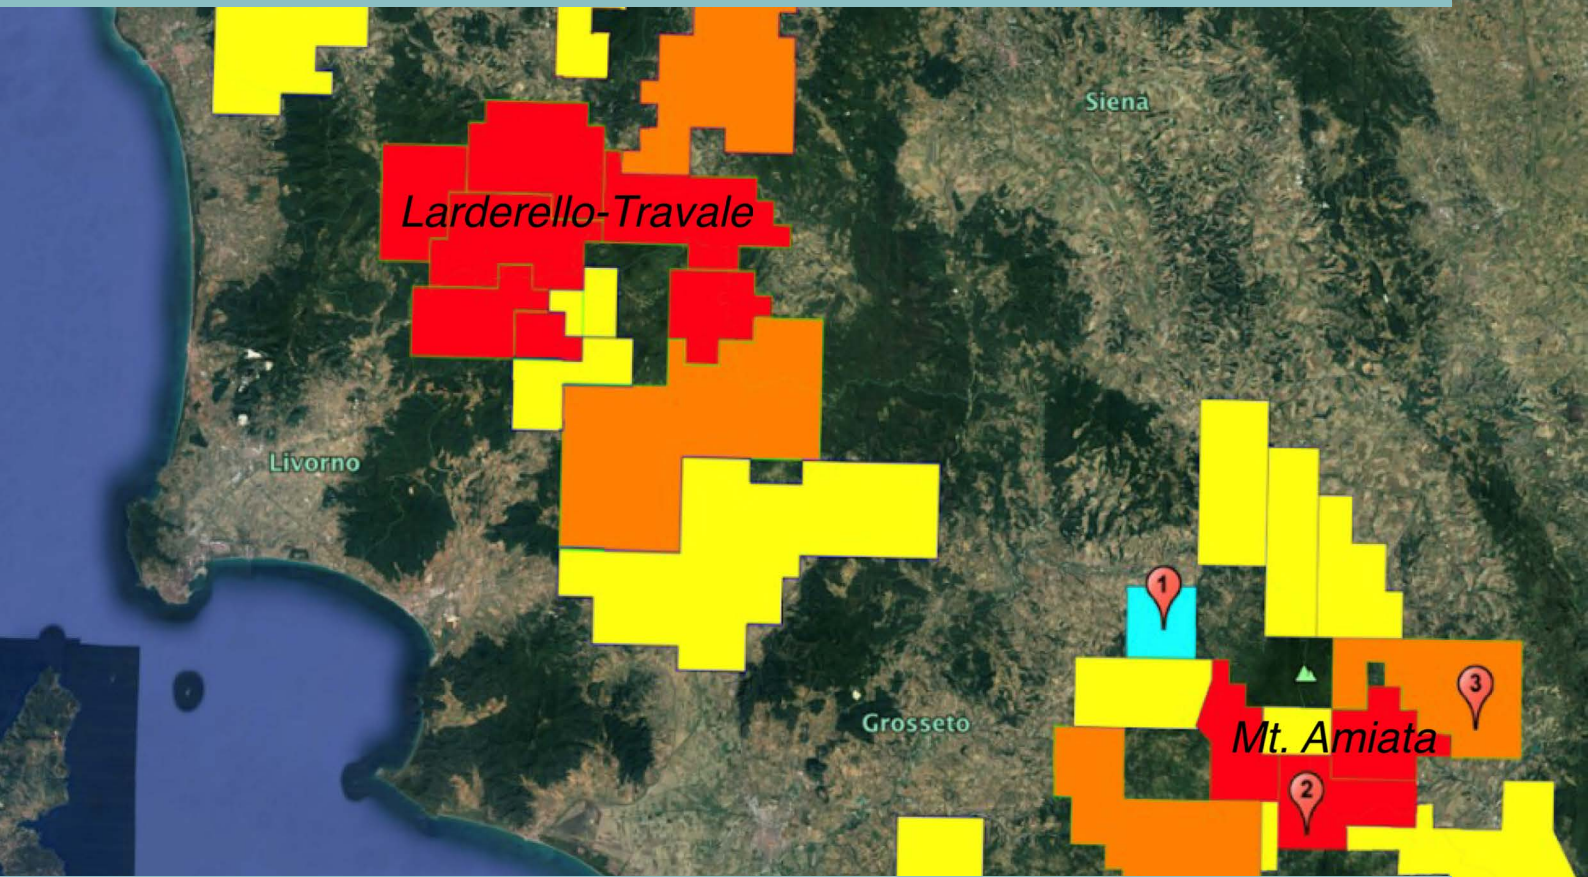 Siena
Larderello-Travale
Livorno
1
3
Grosseto
Mt. Amiata
2